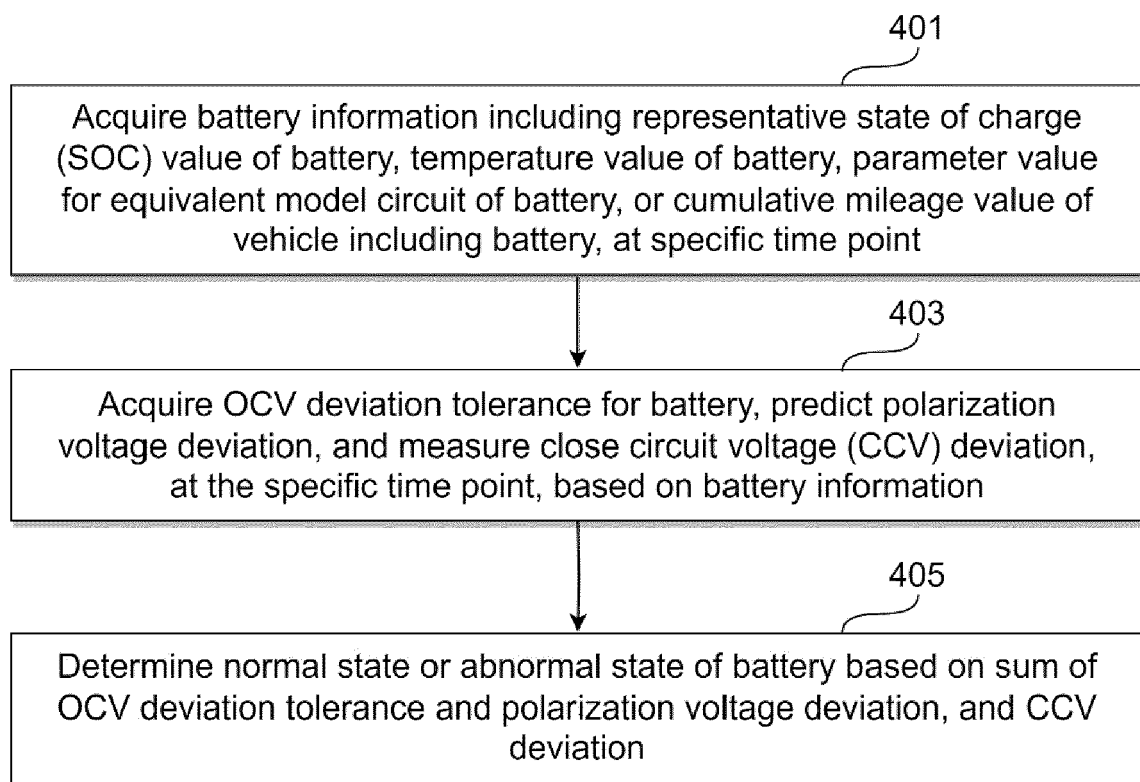 401
Acquire battery information including representative state of charge
(SOC) value of battery, temperature value of battery, parameter value
for equivalent model circuit of battery, or cumulative mileage value of
vehicle including battery, at specific time point
403
Acquire OCV deviation tolerance for battery, predict polarization
voltage deviation, and measure close circuit voltage (CCV) deviation,
at the specific time point, based on battery information
405
Determine normal state or abnormal state of battery based on sum of
OCV deviation tolerance and polarization voltage deviation, and CCV
deviation